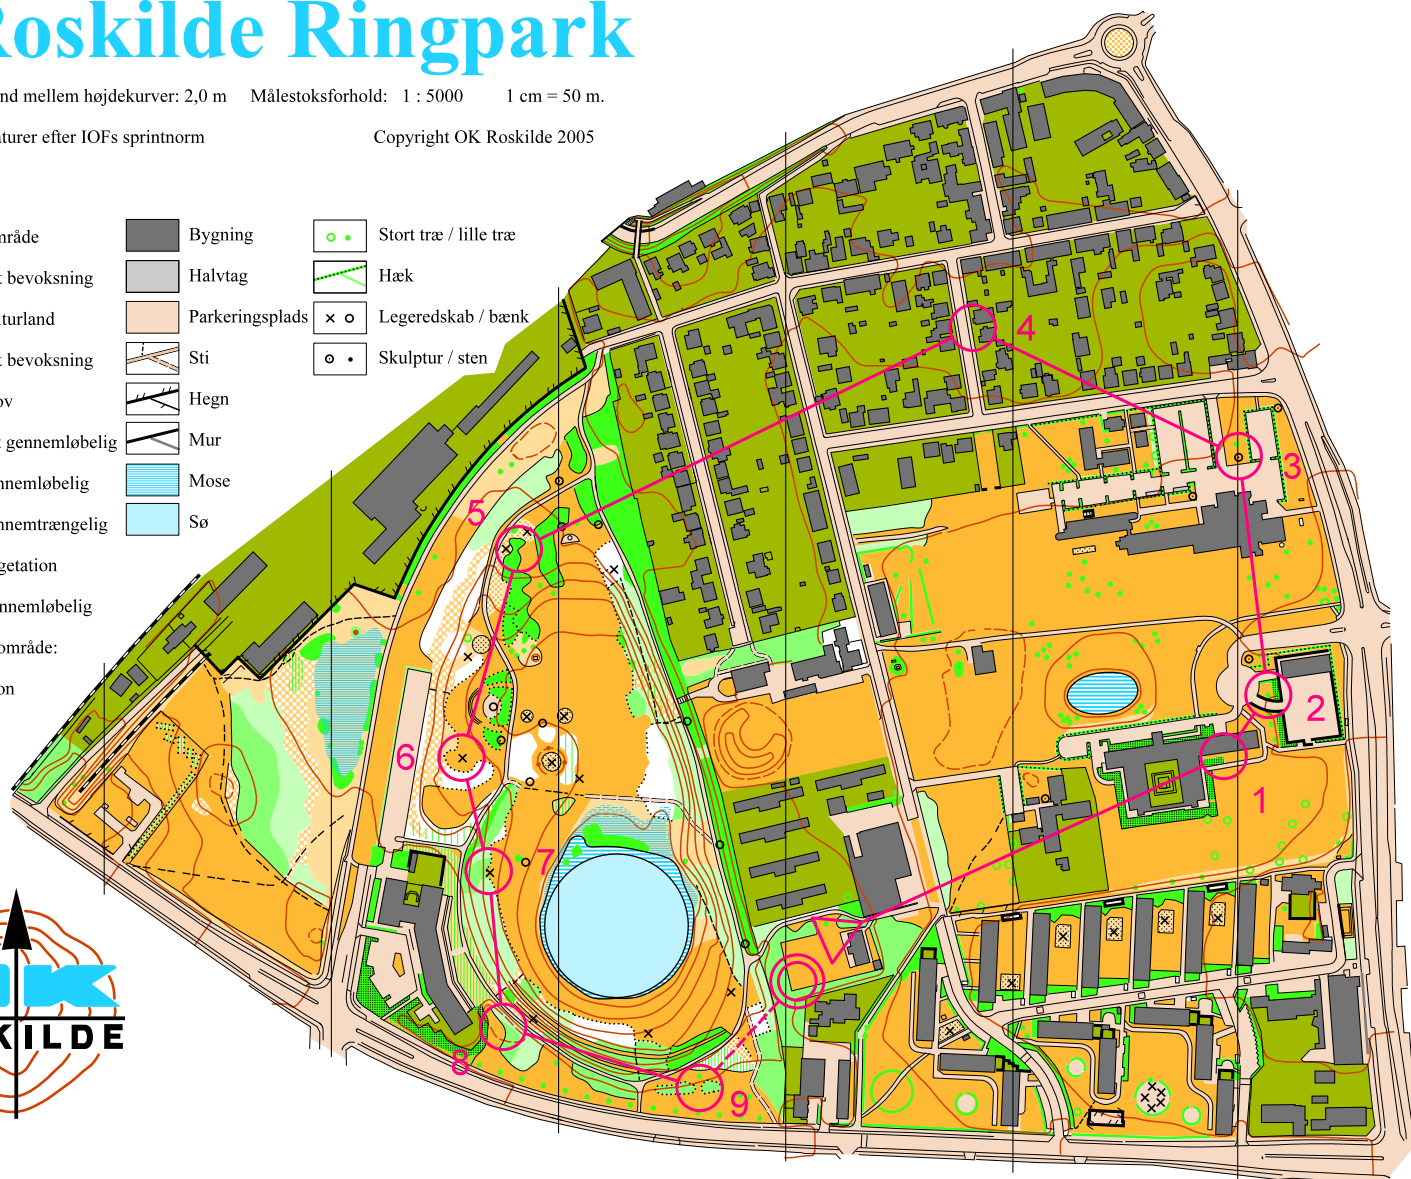 Roskilde Ringpark
nd mellem højdekurver: 2,0 m Målestoksforhold: 1 : 5000 1 cm = 50 m.
aturer efter IOFs sprintnorm Copyright OK Roskilde 2005
mråde Bygning Stort træ / lille træ
t bevoksning Halvtag Hæk
lturland Parkeringsplads Legeredskab / bænk
t bevoksning Sti Skulptur / sten
ov Hegn
t gennemløbelig Mur
nnemløbelig Mose
nnemtrængelig Sø
getation
nnemløbelig
område:
on
4
3
5
2
6
1
7
8
9
K
KILDE